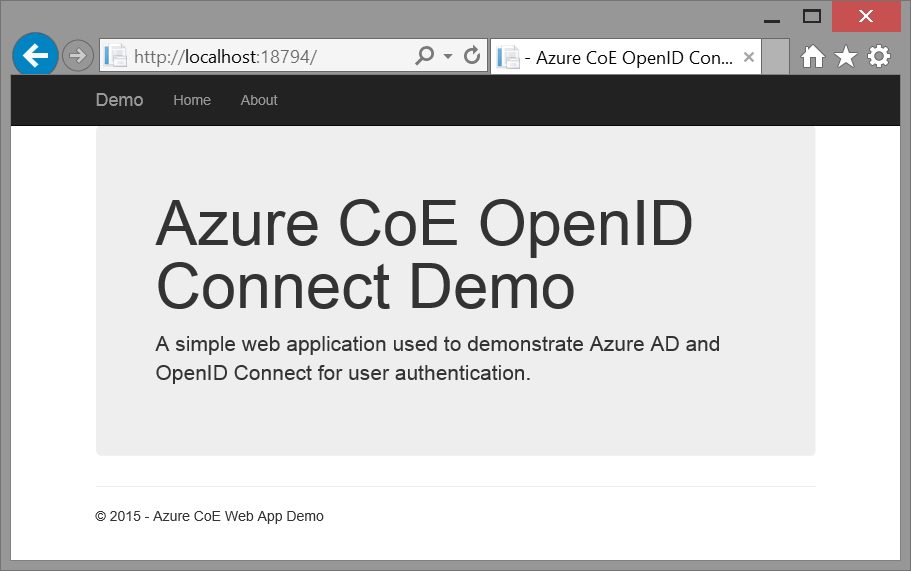 http://localhost:18794/
- Azure CoE OpenID Con...
Demo Home About
Azure CoE OpenID
Connect Demo
A simple web application used to demonstrate Azure AD and
OpenID Connect for user authentication.
© 2015 - Azure CoE Web App Demo